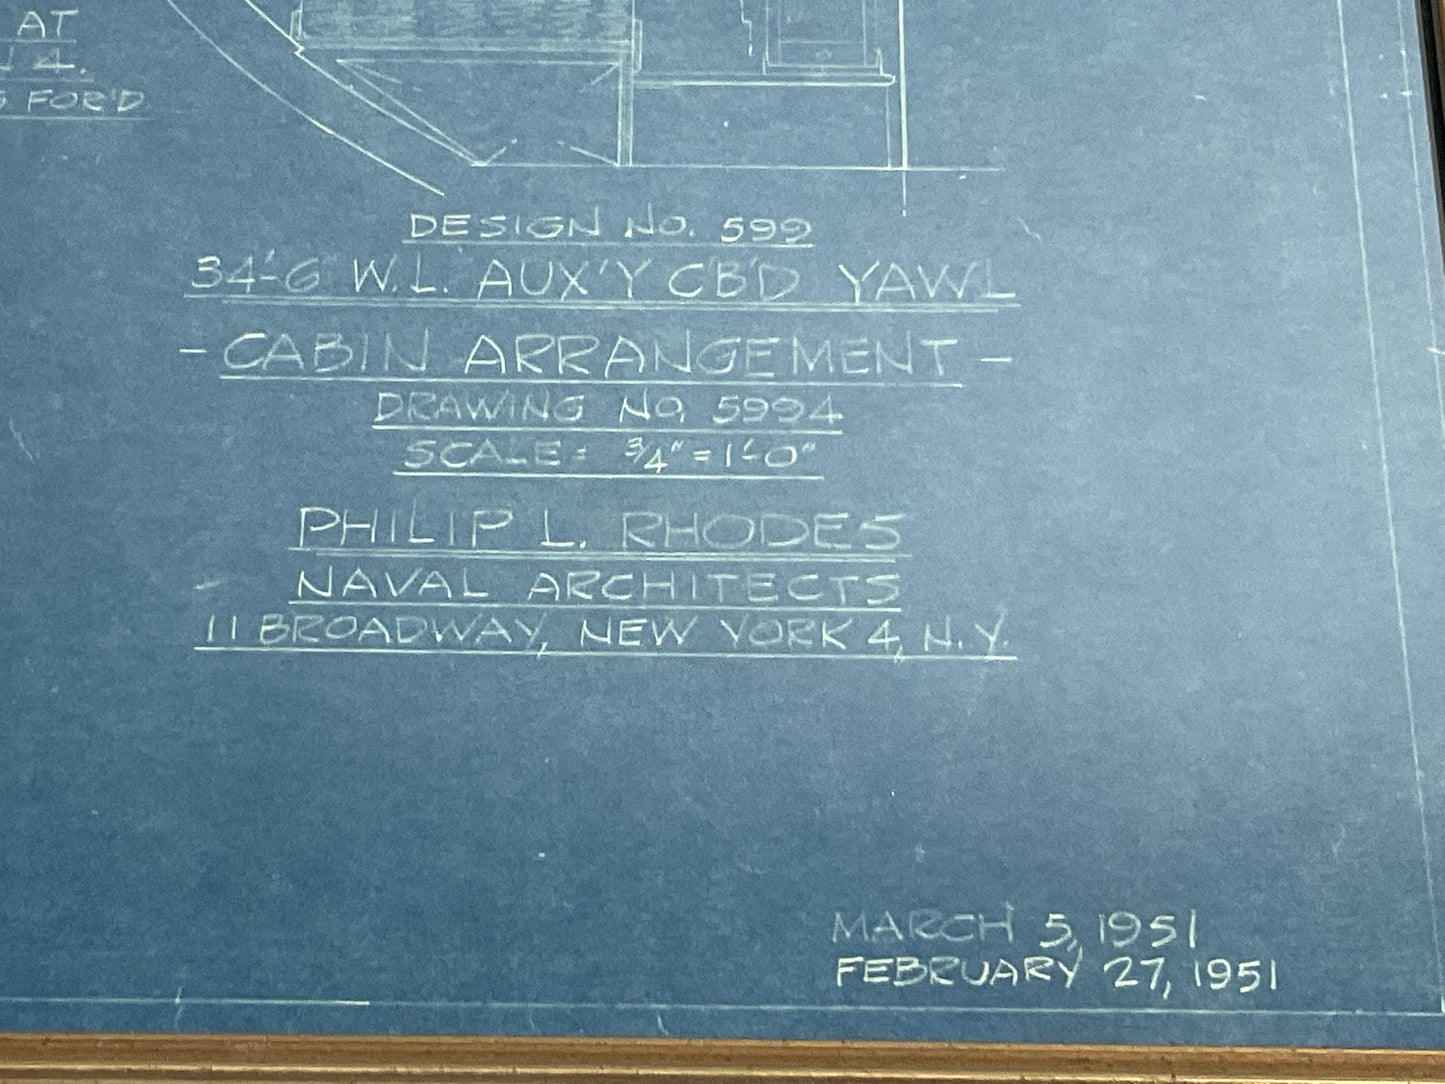 AT
4.
FOR'D
DESIGN NO. 599
34'-6" W.L. AUX'Y C'B'D YAWL
- CABIN ARRANGEMENT -
DRAWING NO. 5994
SCALE = 3/4" = 1'-0"
PHILIP L. RHODES
NAVAL ARCHITECTS
11 BROADWAY, NEW YORK 4, N.Y.
MARCH 5, 1951
FEBRUARY 27, 1951